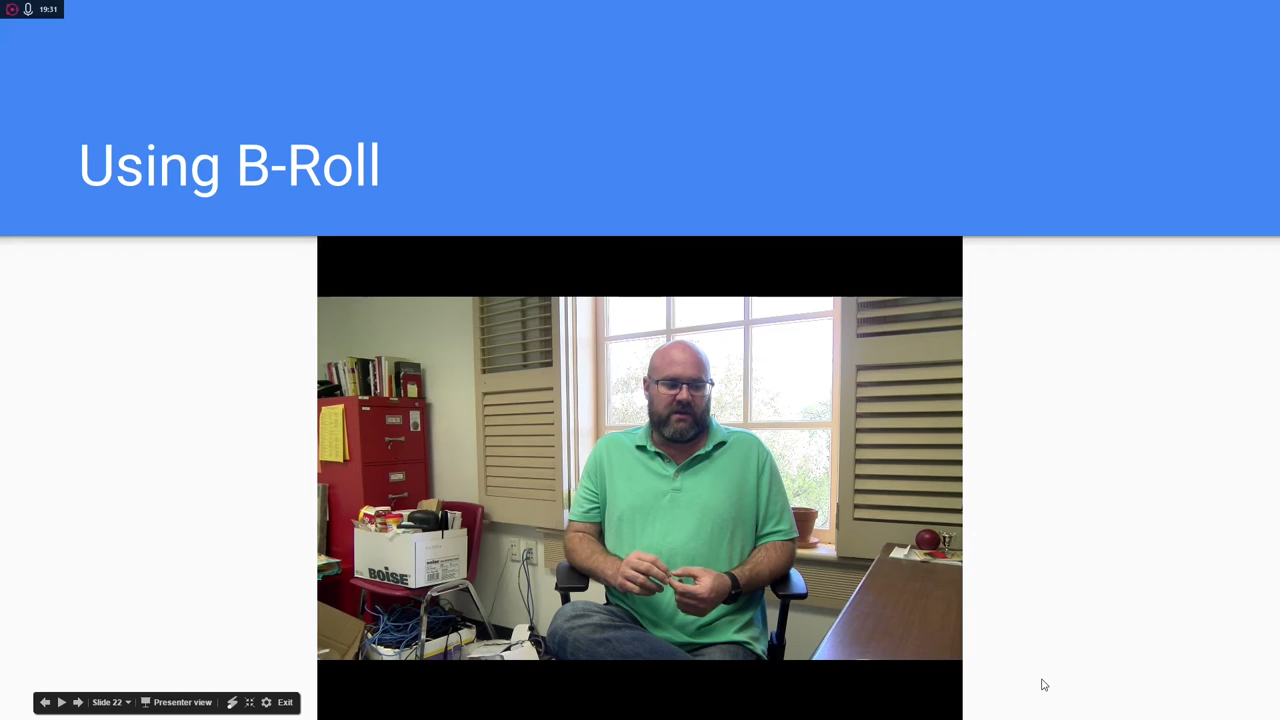 19:31
Using B-Roll
BOISE
Slide 22
Presenter view
Exit